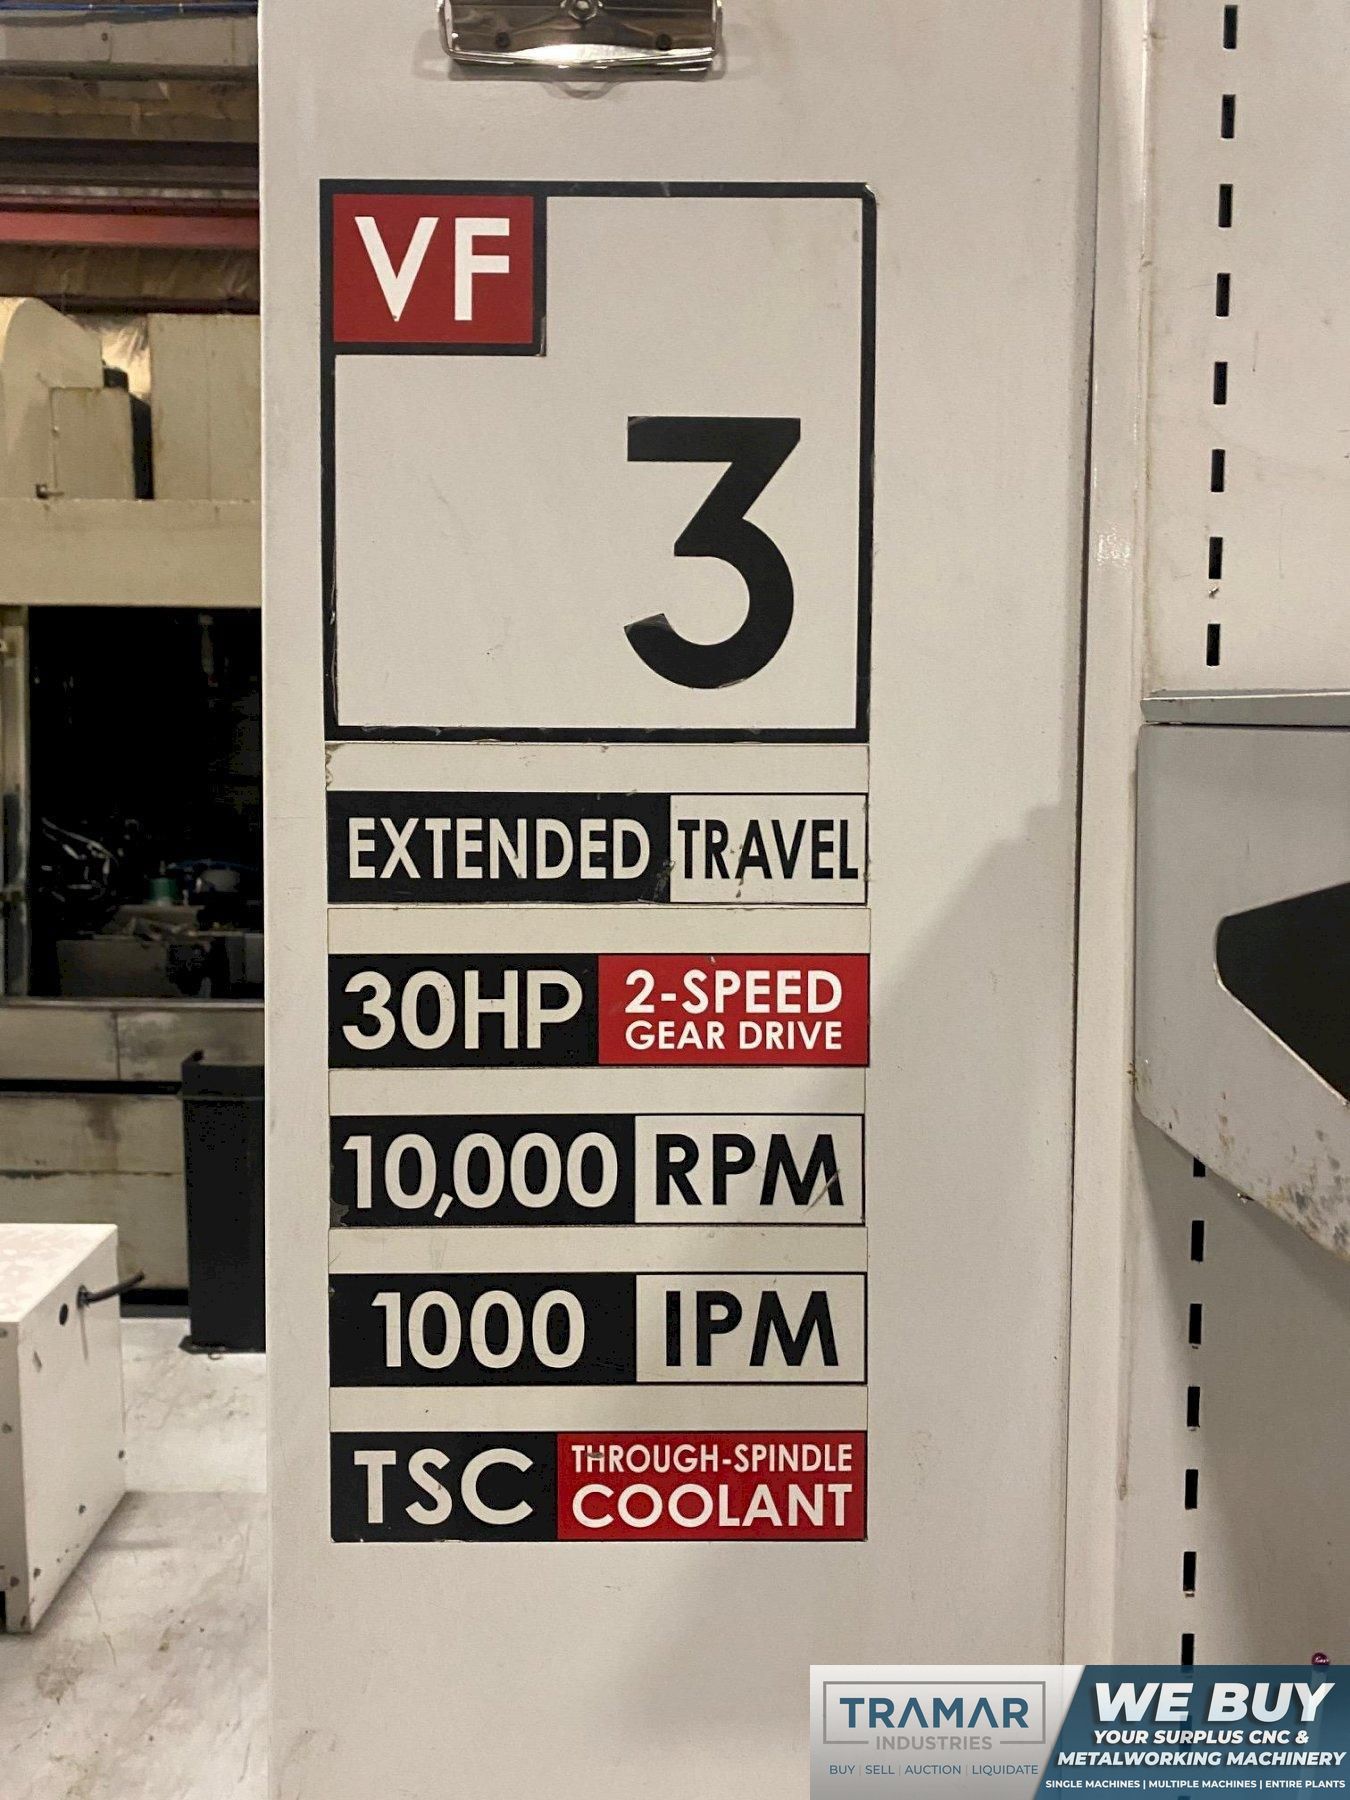 VF
3
EXTENDED TRAVEL
30HP 2-SPEED
GEAR DRIVE
10,000 RPM
1000 IPM
TSC THROUGH-SPINDLE
COOLANT
TRAMAR
INDUSTRIES
BUY | SELL | AUCTION | LIQUIDATE
WE BUY
YOUR SURPLUS CNC &
METALWORKING MACHINERY
SINGLE MACHINES | MULTIPLE MACHINES | ENTIRE PLANTS